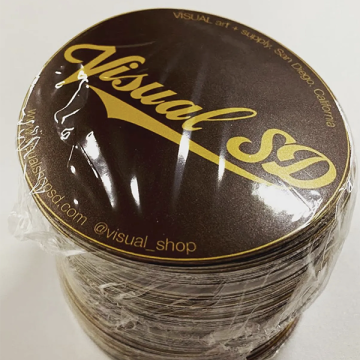 VISUAL art + supply, San Diego, California
Visual SD
@visual_shop